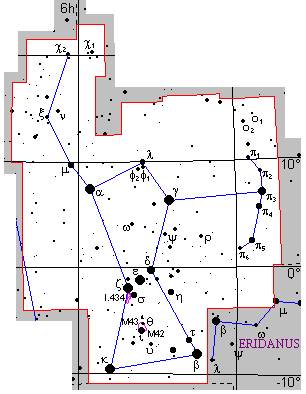 6h
χ2 χ1
ξ ν
ο1
ο2
π1
μ λ 10°
φ2 φ1 π2
α γ π3
π4
ω ψ ρ π5
π6
δ 0°
ε
ζ η
I.434 σ μ
M43 θ β
M42 ω
ι υ τ ψ ERIDANUS
κ β λ
-10°